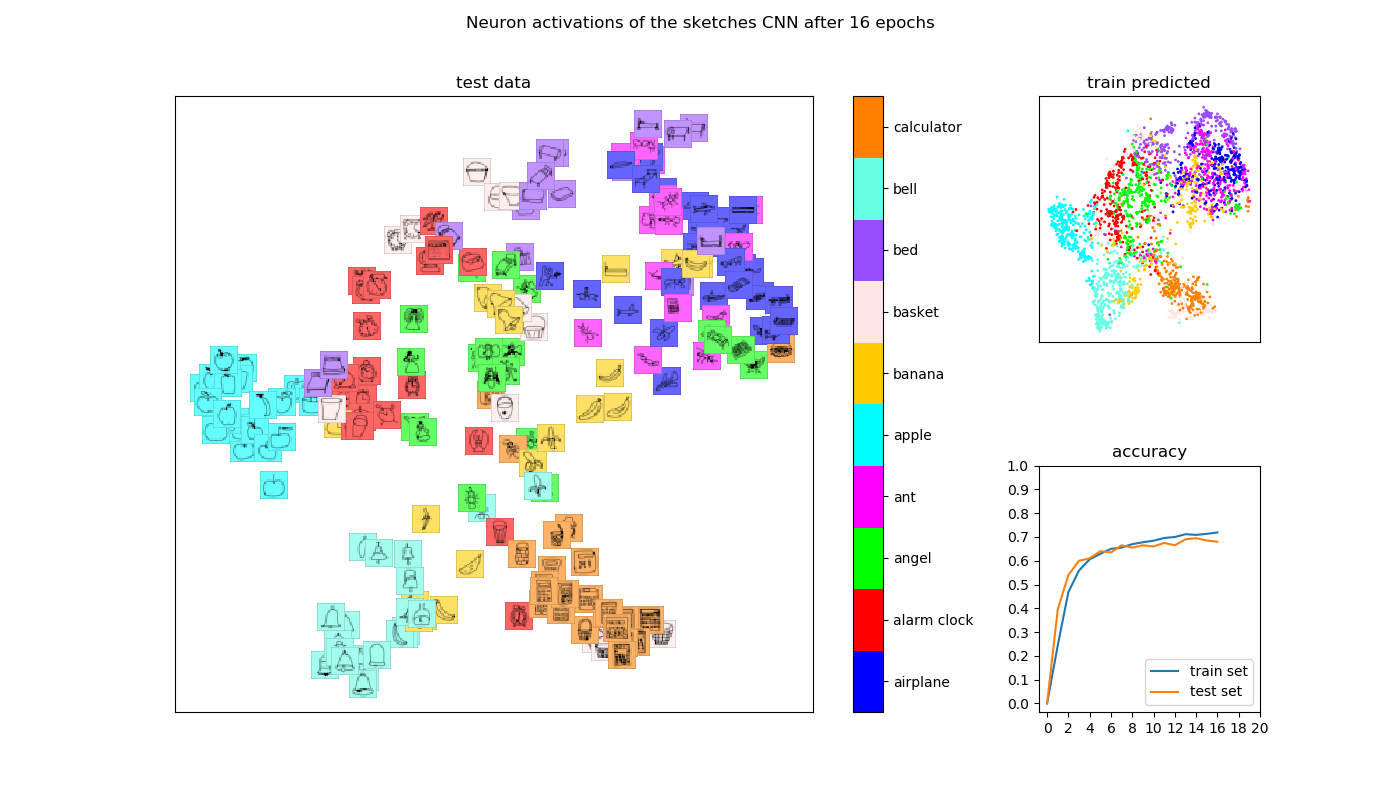 Neuron activations of the sketches CNN after 16 epochs
test data
calculator
bell
bed
basket
banana
apple
ant
angel
alarm clock
airplane
train predicted
accuracy
1.0
0.9
0.8
0.7
0.6
0.5
0.4
0.3
0.2
0.1
0.0
train set
test set
0 2 4 6 8 10 12 14 16 18 20